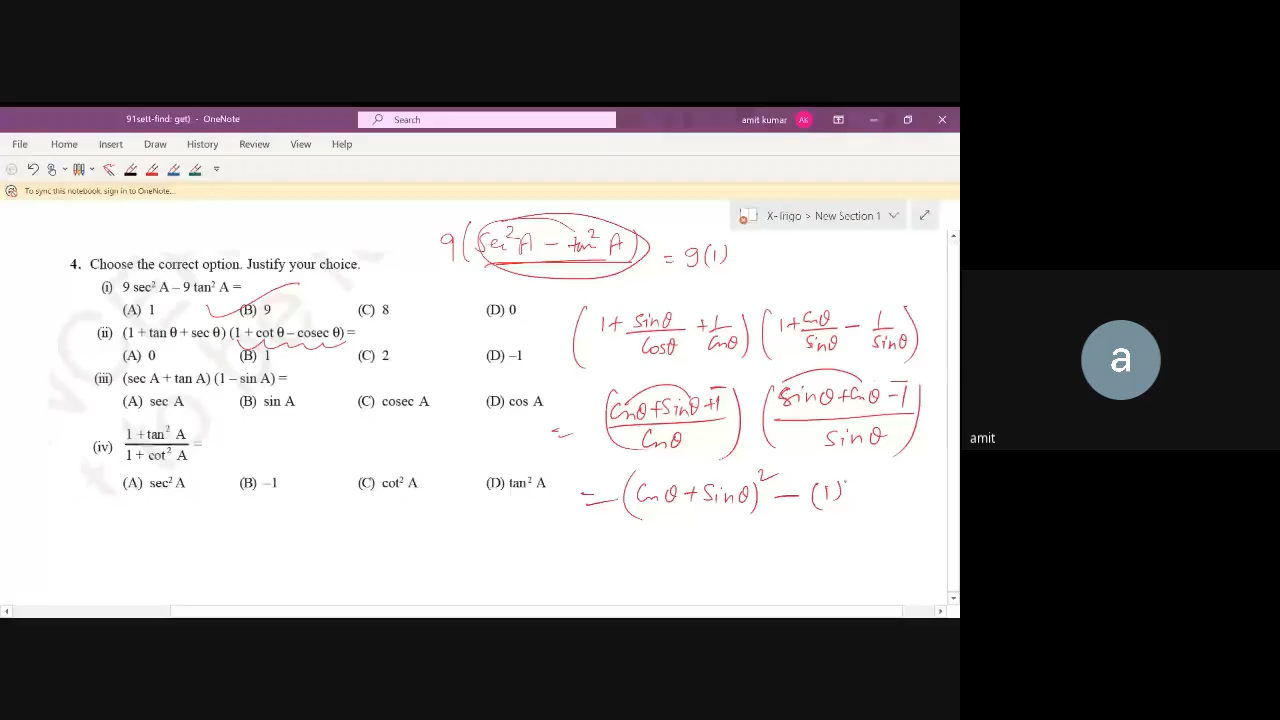 91sett-find: get} - OneNote
Search
amit kumar AK
File Home Insert Draw History Review View Help
To sync this notebook, sign in to OneNote...
X-Trigo > New Section 1
9(sec² A − tan² A) = 9(1)
4. Choose the correct option. Justify your choice.
(i) 9 sec² A – 9 tan² A =
(A) 1 (B) 9 (C) 8 (D) 0
(ii) (1 + tan θ + sec θ) (1 + cot θ – cosec θ) =
(A) 0 (B) 1 (C) 2 (D) –1
(iii) (sec A + tan A) (1 – sin A) =
(A) sec A (B) sin A (C) cosec A (D) cos A
(iv) (1 + tan² A)/(1 + cot² A) =
(A) sec² A (B) –1 (C) cot² A (D) tan² A
(1 + sinθ/cosθ + 1/cosθ) (1 + cosθ/sinθ − 1/sinθ)
= ((cosθ + sinθ + 1)/cosθ) ((sinθ + cosθ − 1)/sinθ)
= (cosθ + sinθ)² − (1)
a
amit